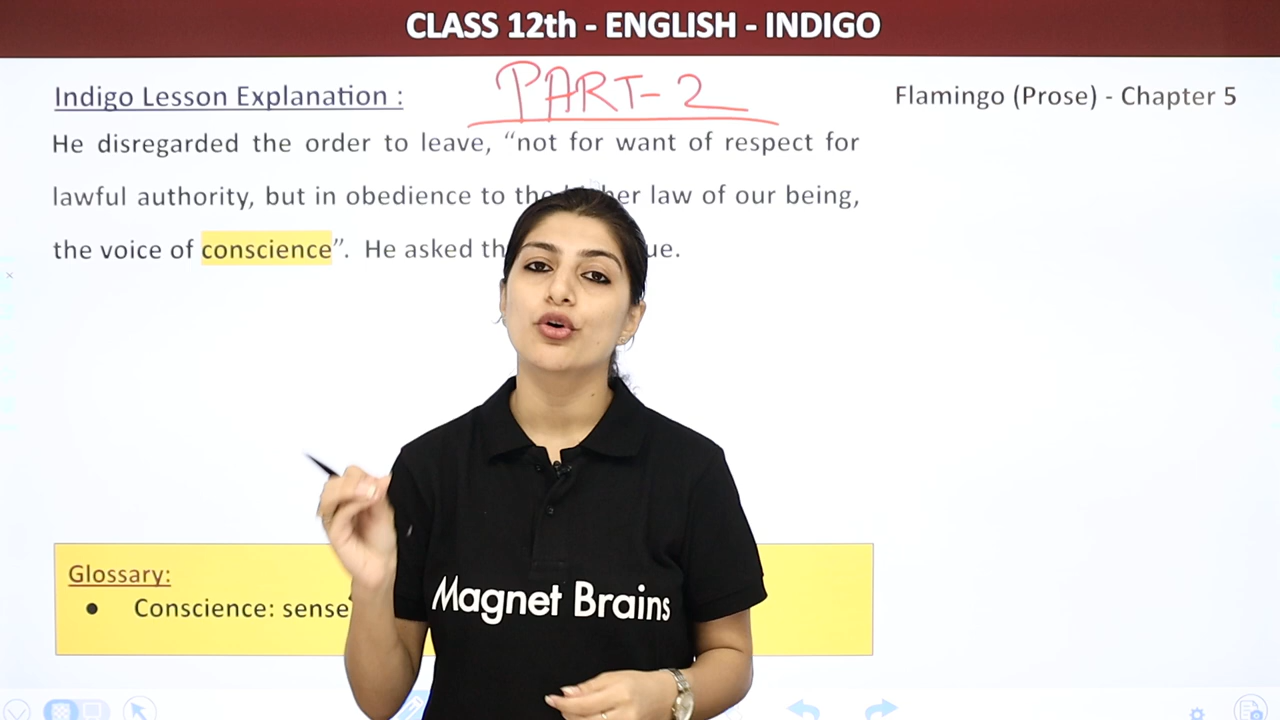 CLASS 12th - ENGLISH - INDIGO
Indigo Lesson Explanation :
PART-2
Flamingo (Prose) - Chapter 5
He disregarded the order to leave, “not for want of respect for
lawful authority, but in obedience to the law of our being,
the voice of conscience”. He asked
Glossary:
● Conscience: sense
Magnet Brains